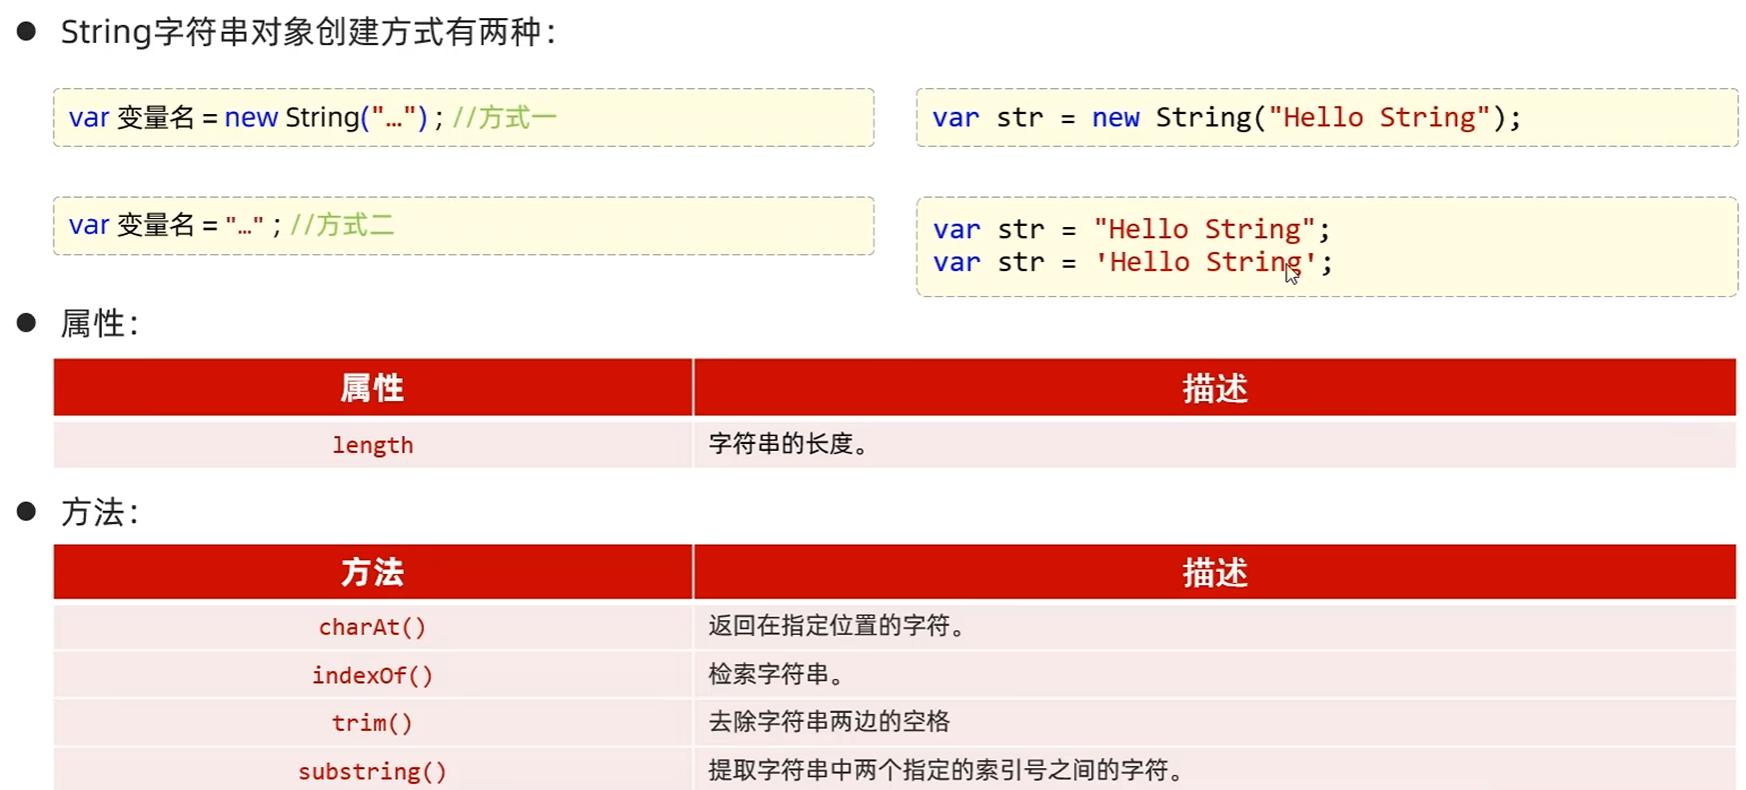 ● String字符串对象创建方式有两种：
var 变量名 = new String("…") ; //方式一
var str = new String("Hello String");
var 变量名 = "…" ; //方式二
var str = "Hello String";
var str = 'Hello String';
● 属性：
属性 描述
length 字符串的长度。
● 方法：
方法 描述
charAt() 返回在指定位置的字符。
indexOf() 检索字符串。
trim() 去除字符串两边的空格
substring() 提取字符串中两个指定的索引号之间的字符。